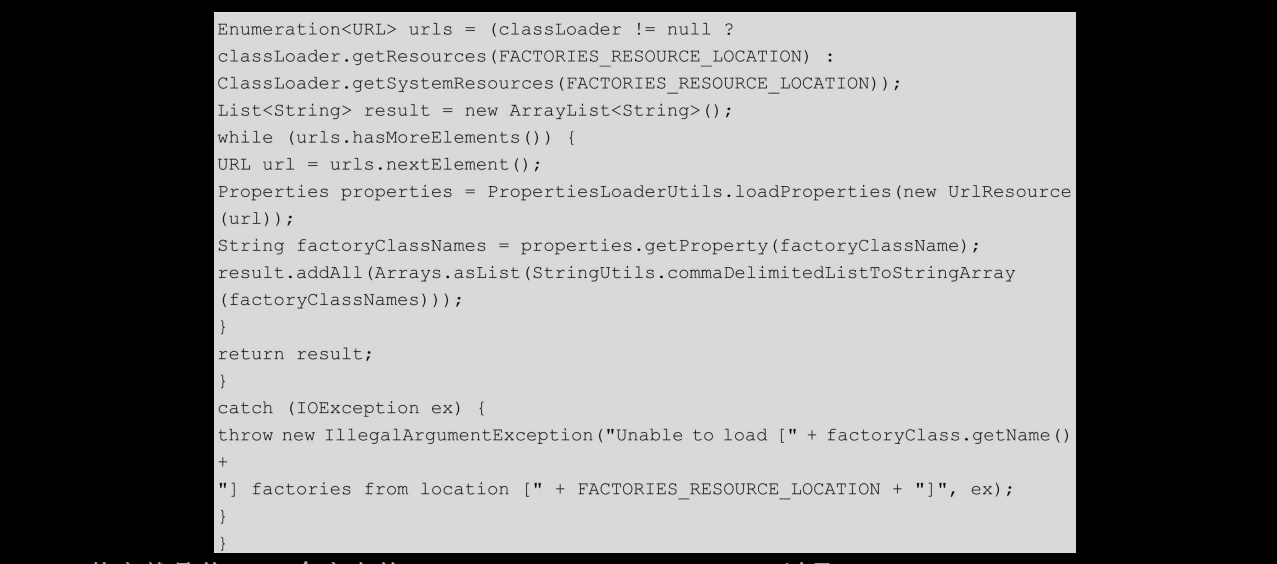 Enumeration<URL> urls = (classLoader != null ?
classLoader.getResources(FACTORIES_RESOURCE_LOCATION) :
ClassLoader.getSystemResources(FACTORIES_RESOURCE_LOCATION));
List<String> result = new ArrayList<String>();
while (urls.hasMoreElements()) {
URL url = urls.nextElement();
Properties properties = PropertiesLoaderUtils.loadProperties(new UrlResource
(url));
String factoryClassNames = properties.getProperty(factoryClassName);
result.addAll(Arrays.asList(StringUtils.commaDelimitedListToStringArray
(factoryClassNames)));
}
return result;
}
catch (IOException ex) {
throw new IllegalArgumentException("Unable to load [" + factoryClass.getName()
+
"] factories from location [" + FACTORIES_RESOURCE_LOCATION + "]", ex);
}
}